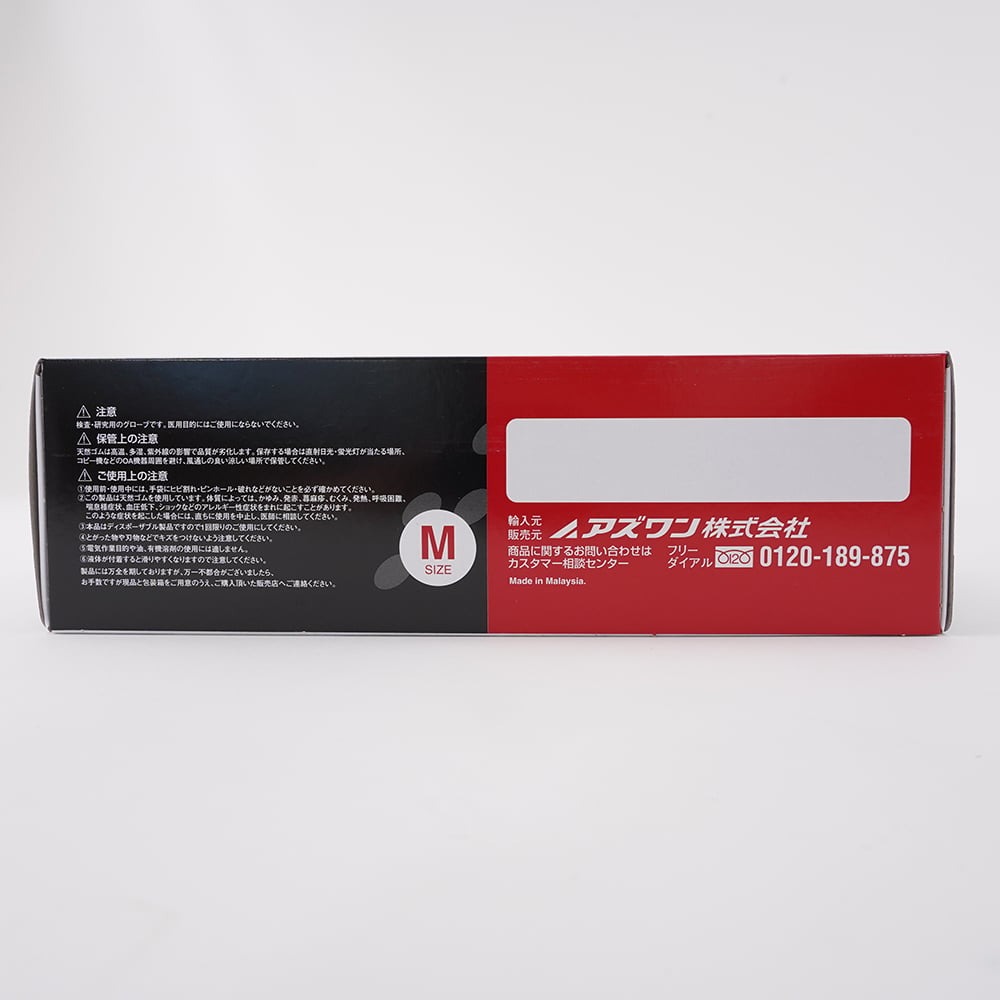 注意
検査・研究用のグローブです。医用目的にはご使用にならないでください。
保管上の注意
天然ゴムは高温、多湿、紫外線の影響で品質が劣化します。保存する場合は直射日光・蛍光灯が当たる場所、
コピー機などのOA機器周囲を避け、風通しの良い涼しい場所で保管してください。
ご使用上の注意
①使用前・使用中には、手袋にヒビ割れ・ピンホール・破れなどがないことを必ず確かめてください。
②この製品は天然ゴムを使用しています。体質によっては、かゆみ、発赤、蕁麻疹、むくみ、発熱、呼吸困難、
喘息様症状、血圧低下、ショックなどのアレルギー性症状をまれに起こすことがあります。
このような症状を起こした場合には、直ちに使用を中止し、医師に相談してください。
③本品はディスポーザブル製品ですので1回限りのご使用にしてください。
④とがった物や刃物などでキズをつけないよう注意してください。
⑤電気作業目的や油、有機溶剤の使用には適しません。
⑥液体が付着すると滑りやすくなりますので注意してください。
製品には万全を期しておりますが、万一不都合がございましたら、
お手数ですが現品と包装箱をご用意のうえ、ご購入頂いた販売店へご連絡ください。
M
SIZE
輸入元
販売元 アズワン株式会社
商品に関するお問い合わせは
カスタマー相談センター
フリー
ダイアル 0120 0120-189-875
Made in Malaysia.